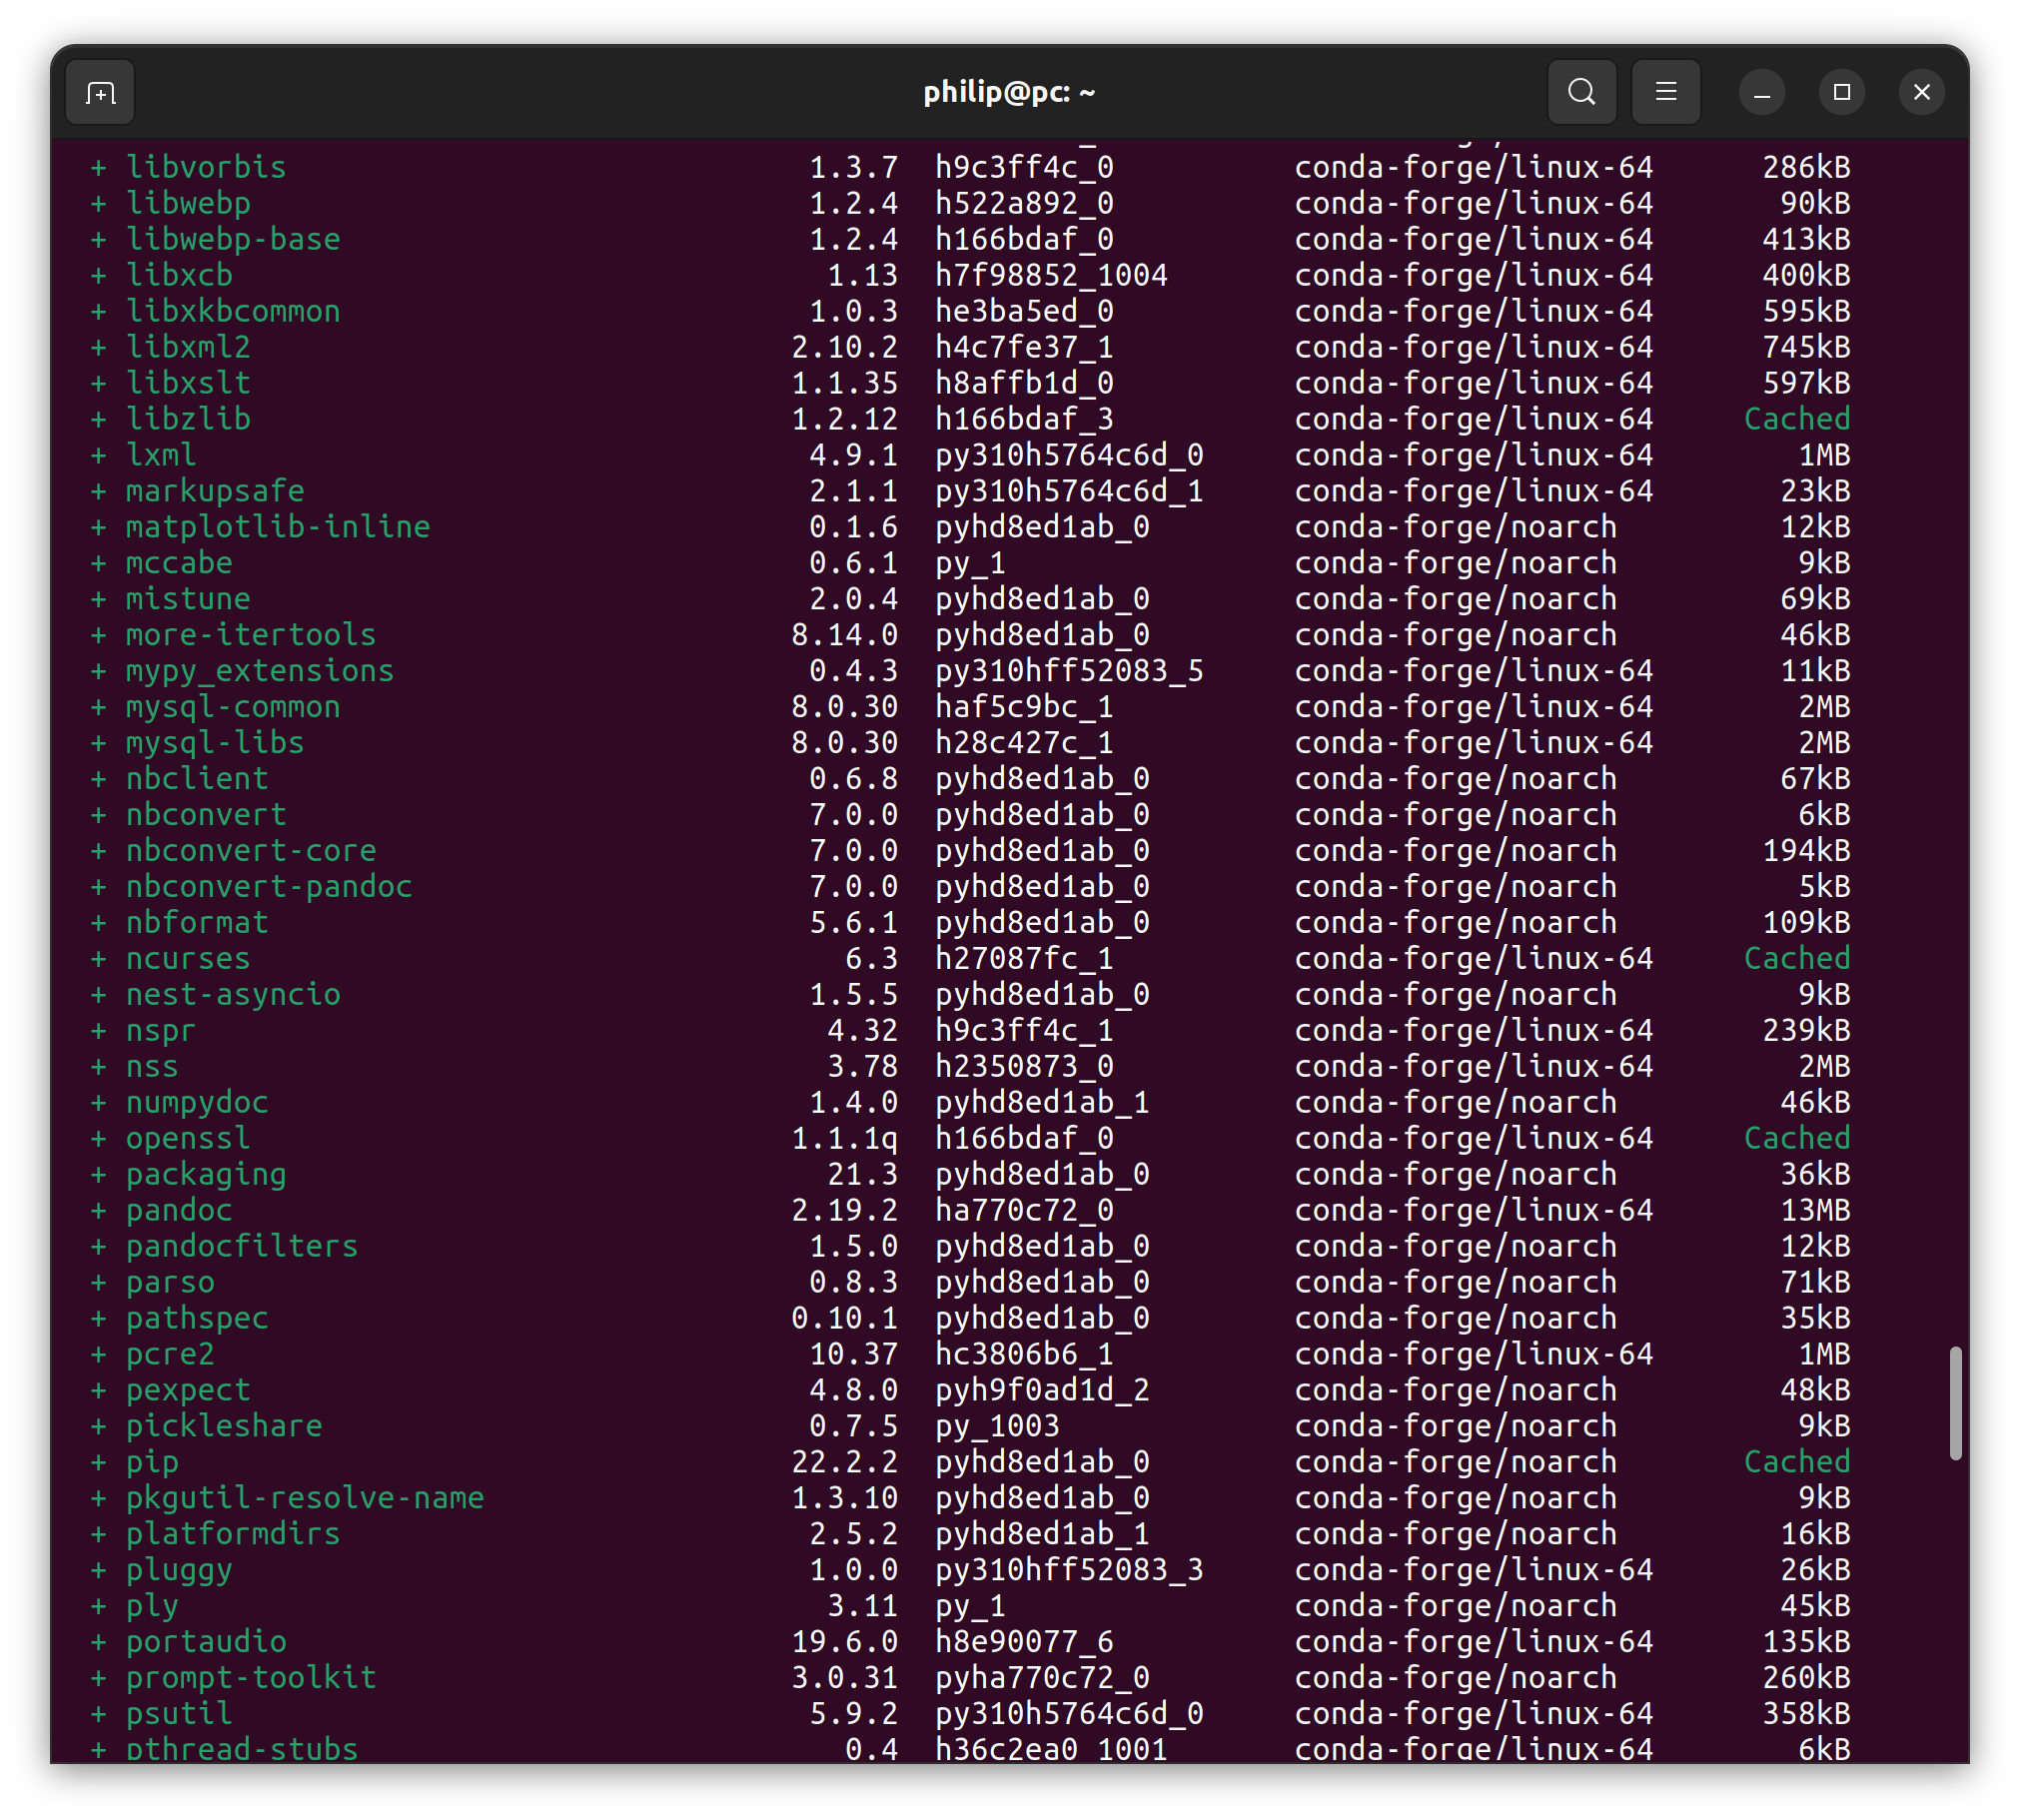 philip@pc: ~
+ libvorbis 1.3.7 h9c3ff4c_0 conda-forge/linux-64 286kB
+ libwebp 1.2.4 h522a892_0 conda-forge/linux-64 90kB
+ libwebp-base 1.2.4 h166bdaf_0 conda-forge/linux-64 413kB
+ libxcb 1.13 h7f98852_1004 conda-forge/linux-64 400kB
+ libxkbcommon 1.0.3 he3ba5ed_0 conda-forge/linux-64 595kB
+ libxml2 2.10.2 h4c7fe37_1 conda-forge/linux-64 745kB
+ libxslt 1.1.35 h8affb1d_0 conda-forge/linux-64 597kB
+ libzlib 1.2.12 h166bdaf_3 conda-forge/linux-64 Cached
+ lxml 4.9.1 py310h5764c6d_0 conda-forge/linux-64 1MB
+ markupsafe 2.1.1 py310h5764c6d_1 conda-forge/linux-64 23kB
+ matplotlib-inline 0.1.6 pyhd8ed1ab_0 conda-forge/noarch 12kB
+ mccabe 0.6.1 py_1 conda-forge/noarch 9kB
+ mistune 2.0.4 pyhd8ed1ab_0 conda-forge/noarch 69kB
+ more-itertools 8.14.0 pyhd8ed1ab_0 conda-forge/noarch 46kB
+ mypy_extensions 0.4.3 py310hff52083_5 conda-forge/linux-64 11kB
+ mysql-common 8.0.30 haf5c9bc_1 conda-forge/linux-64 2MB
+ mysql-libs 8.0.30 h28c427c_1 conda-forge/linux-64 2MB
+ nbclient 0.6.8 pyhd8ed1ab_0 conda-forge/noarch 67kB
+ nbconvert 7.0.0 pyhd8ed1ab_0 conda-forge/noarch 6kB
+ nbconvert-core 7.0.0 pyhd8ed1ab_0 conda-forge/noarch 194kB
+ nbconvert-pandoc 7.0.0 pyhd8ed1ab_0 conda-forge/noarch 5kB
+ nbformat 5.6.1 pyhd8ed1ab_0 conda-forge/noarch 109kB
+ ncurses 6.3 h27087fc_1 conda-forge/linux-64 Cached
+ nest-asyncio 1.5.5 pyhd8ed1ab_0 conda-forge/noarch 9kB
+ nspr 4.32 h9c3ff4c_1 conda-forge/linux-64 239kB
+ nss 3.78 h2350873_0 conda-forge/linux-64 2MB
+ numpydoc 1.4.0 pyhd8ed1ab_1 conda-forge/noarch 46kB
+ openssl 1.1.1q h166bdaf_0 conda-forge/linux-64 Cached
+ packaging 21.3 pyhd8ed1ab_0 conda-forge/noarch 36kB
+ pandoc 2.19.2 ha770c72_0 conda-forge/linux-64 13MB
+ pandocfilters 1.5.0 pyhd8ed1ab_0 conda-forge/noarch 12kB
+ parso 0.8.3 pyhd8ed1ab_0 conda-forge/noarch 71kB
+ pathspec 0.10.1 pyhd8ed1ab_0 conda-forge/noarch 35kB
+ pcre2 10.37 hc3806b6_1 conda-forge/linux-64 1MB
+ pexpect 4.8.0 pyh9f0ad1d_2 conda-forge/noarch 48kB
+ pickleshare 0.7.5 py_1003 conda-forge/noarch 9kB
+ pip 22.2.2 pyhd8ed1ab_0 conda-forge/noarch Cached
+ pkgutil-resolve-name 1.3.10 pyhd8ed1ab_0 conda-forge/noarch 9kB
+ platformdirs 2.5.2 pyhd8ed1ab_1 conda-forge/noarch 16kB
+ pluggy 1.0.0 py310hff52083_3 conda-forge/linux-64 26kB
+ ply 3.11 py_1 conda-forge/noarch 45kB
+ portaudio 19.6.0 h8e90077_6 conda-forge/linux-64 135kB
+ prompt-toolkit 3.0.31 pyha770c72_0 conda-forge/noarch 260kB
+ psutil 5.9.2 py310h5764c6d_0 conda-forge/linux-64 358kB
+ pthread-stubs 0.4 h36c2ea0_1001 conda-forge/linux-64 6kB